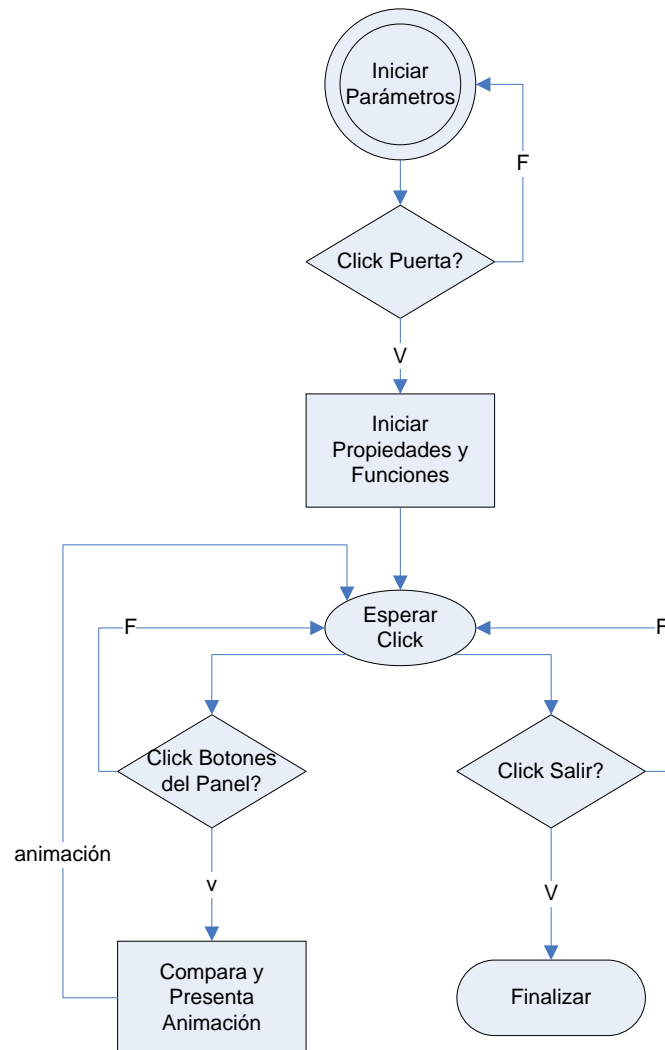 Iniciar
Parámetros
F
Click Puerta?
V
Iniciar
Propiedades y
Funciones
Esperar
Click
F
F
Click Botones
del Panel?
Click Salir?
animación
v
V
Compara y
Presenta
Animación
Finalizar